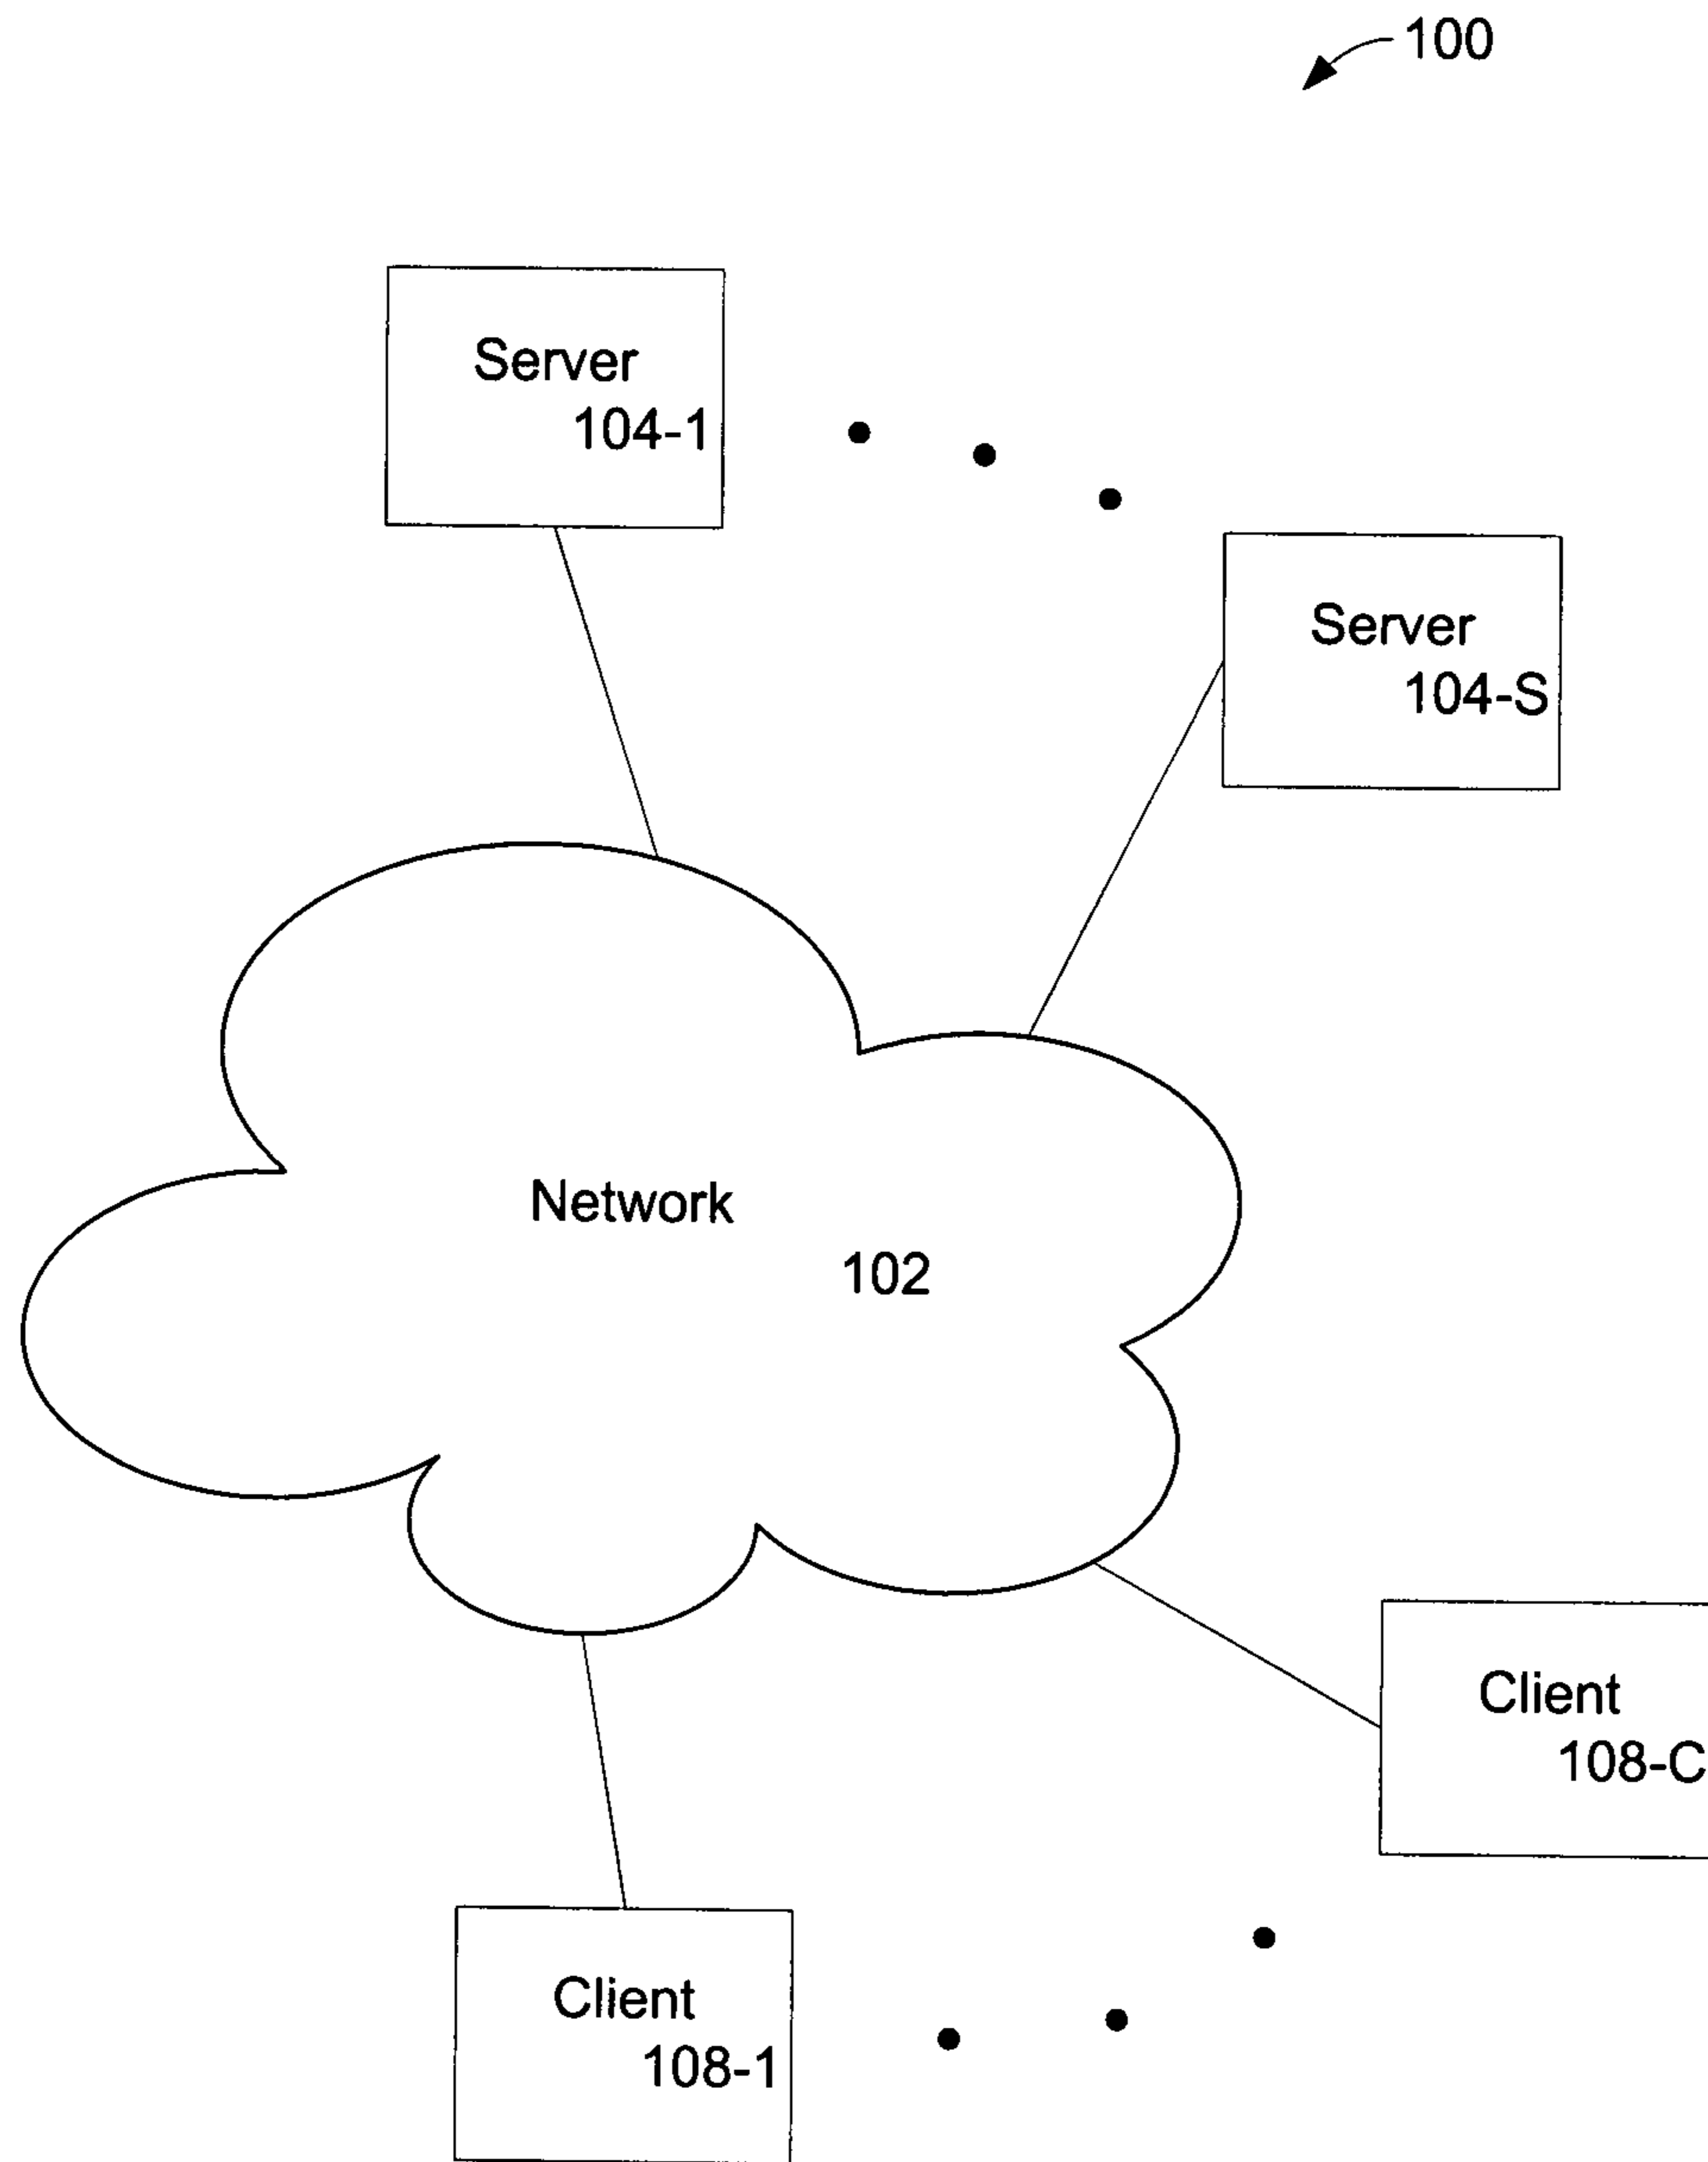 100
Server
104-1
Server
104-S
Network
102
Client
108-C
Client
108-1